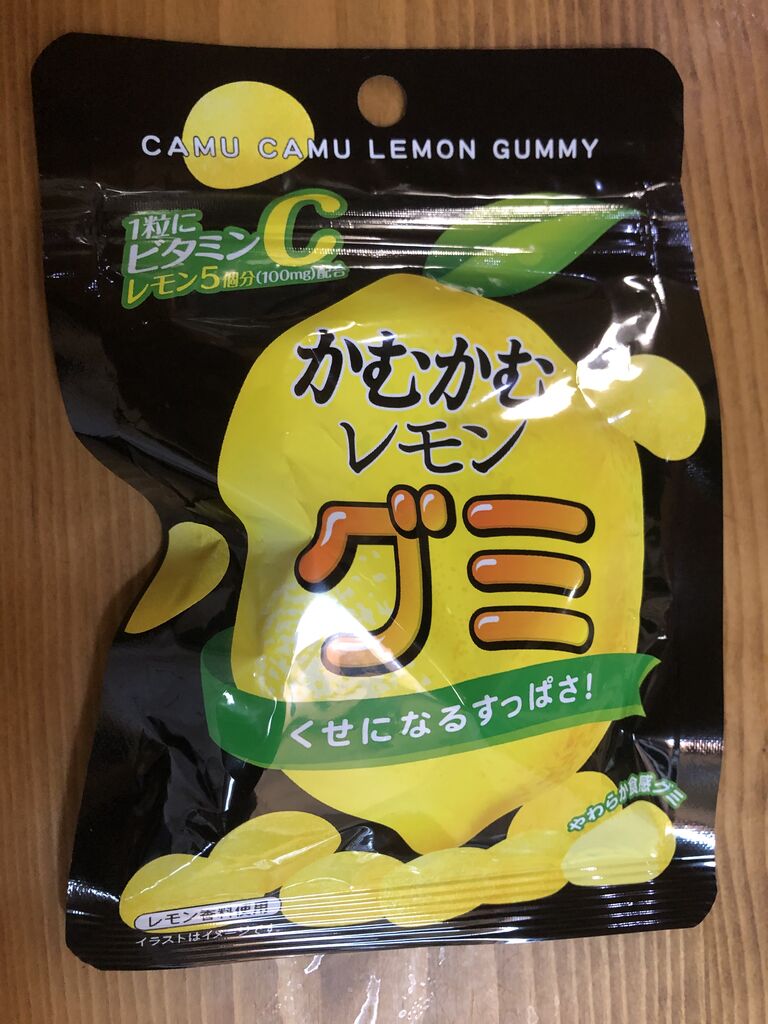 CAMU CAMU LEMON GUMMY
1粒に
ビタミンC
レモン5個分(100mg)配合
かむかむ
レモン
グミ
くせになるすっぱさ!
やわらか食感グミ
レモン香料使用
イラストはイメージです